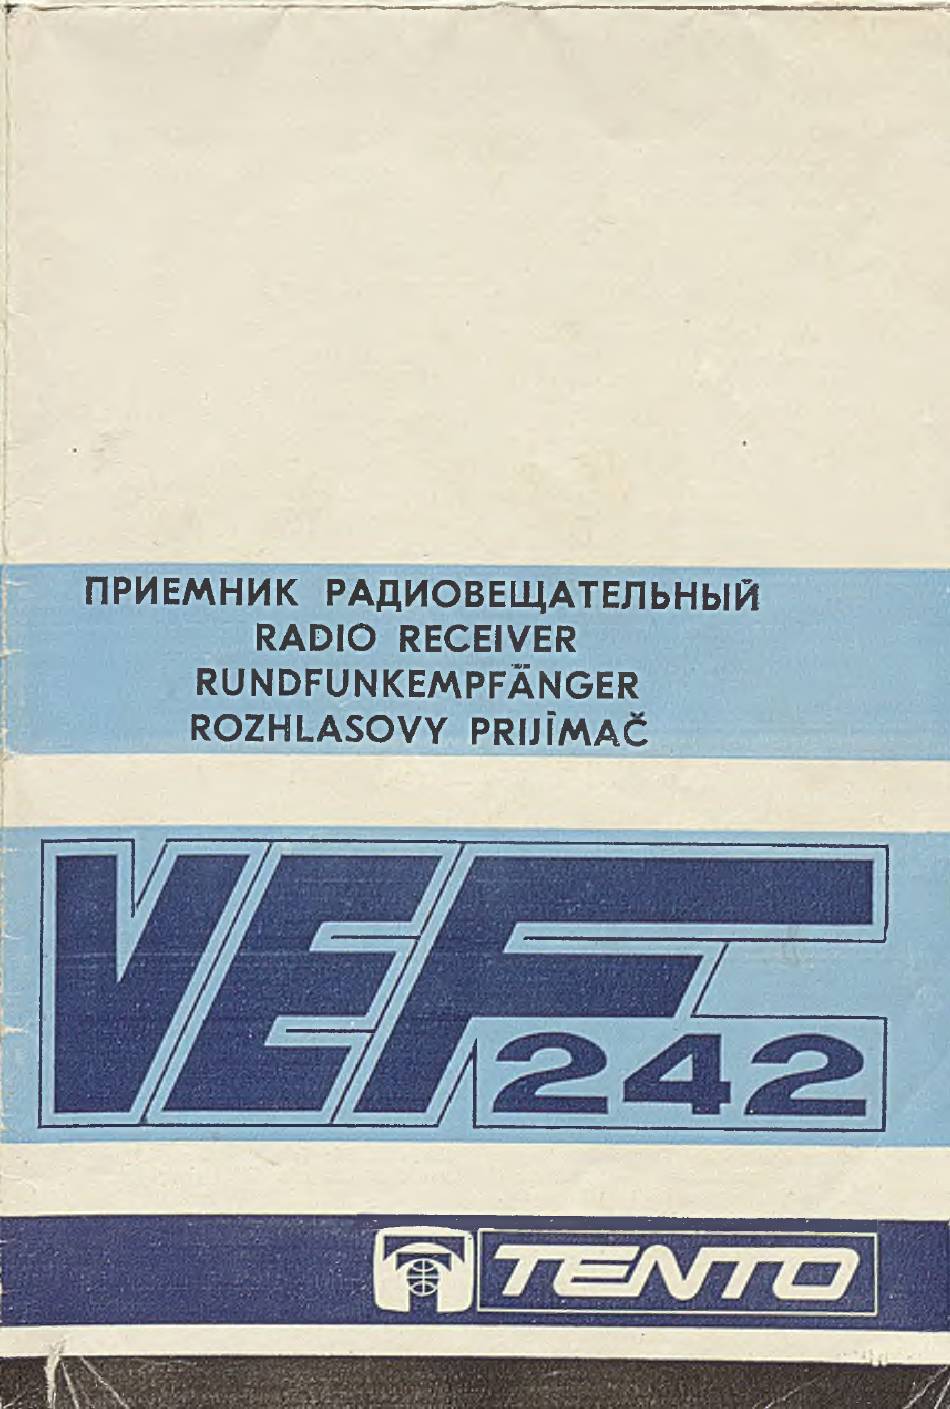 ПРИЕМНИК РАДИОВЕЩАТЕЛЬНЫЙ
RADIO RECEIVER
RUNDFUNKEMPFÄNGER
ROZHLASOVY PRIJÍMAČ
VEF
242
TENTO